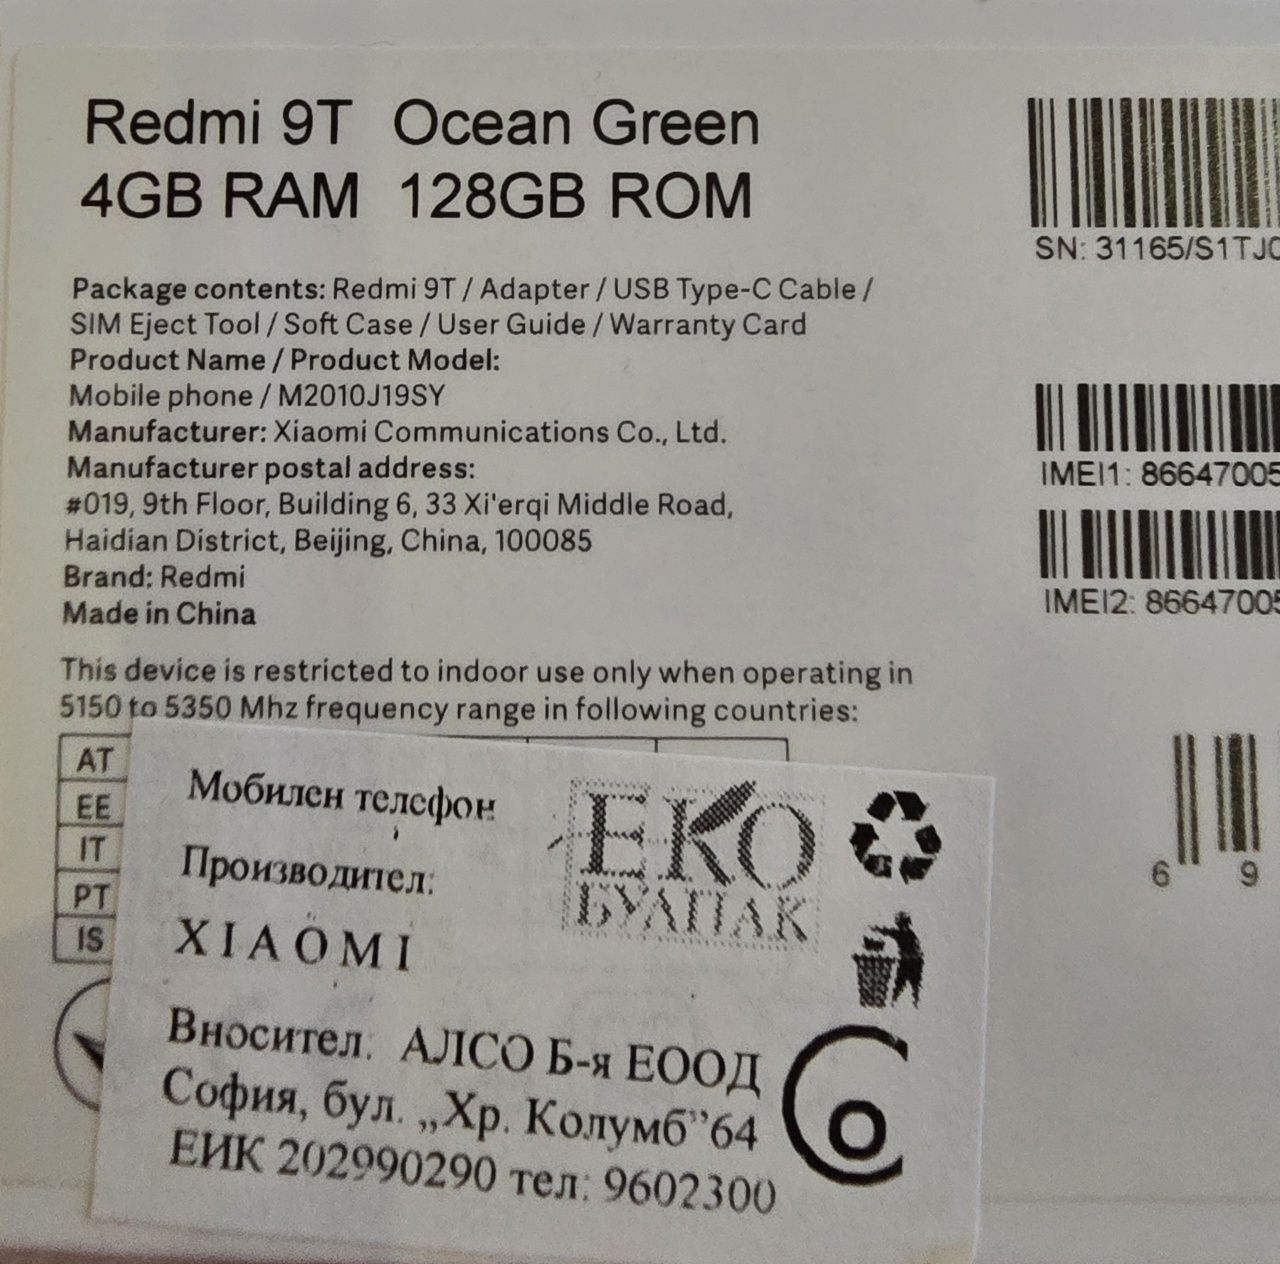 Redmi 9T Ocean Green
4GB RAM 128GB ROM
SN: 31165/S1TJ
Package contents: Redmi 9T / Adapter / USB Type-C Cable /
SIM Eject Tool / Soft Case / User Guide / Warranty Card
Product Name / Product Model:
Mobile phone / M2010J19SY
Manufacturer: Xiaomi Communications Co., Ltd.
Manufacturer postal address:
#019, 9th Floor, Building 6, 33 Xi'erqi Middle Road,
Haidian District, Beijing, China, 100085
Brand: Redmi
Made in China
IMEI1: 86647005
IMEI2: 86647005
This device is restricted to indoor use only when operating in
5150 to 5350 Mhz frequency range in following countries:
AT
EE
IT
PT
IS
Мобилен телефон
Производител:
XIAOMI
ЕКО
БУЛПАК
Вносител: АЛСО Б-я ЕООД
София, бул. „Хр. Колумб”64
ЕИК 202990290 тел: 9602300
6 9